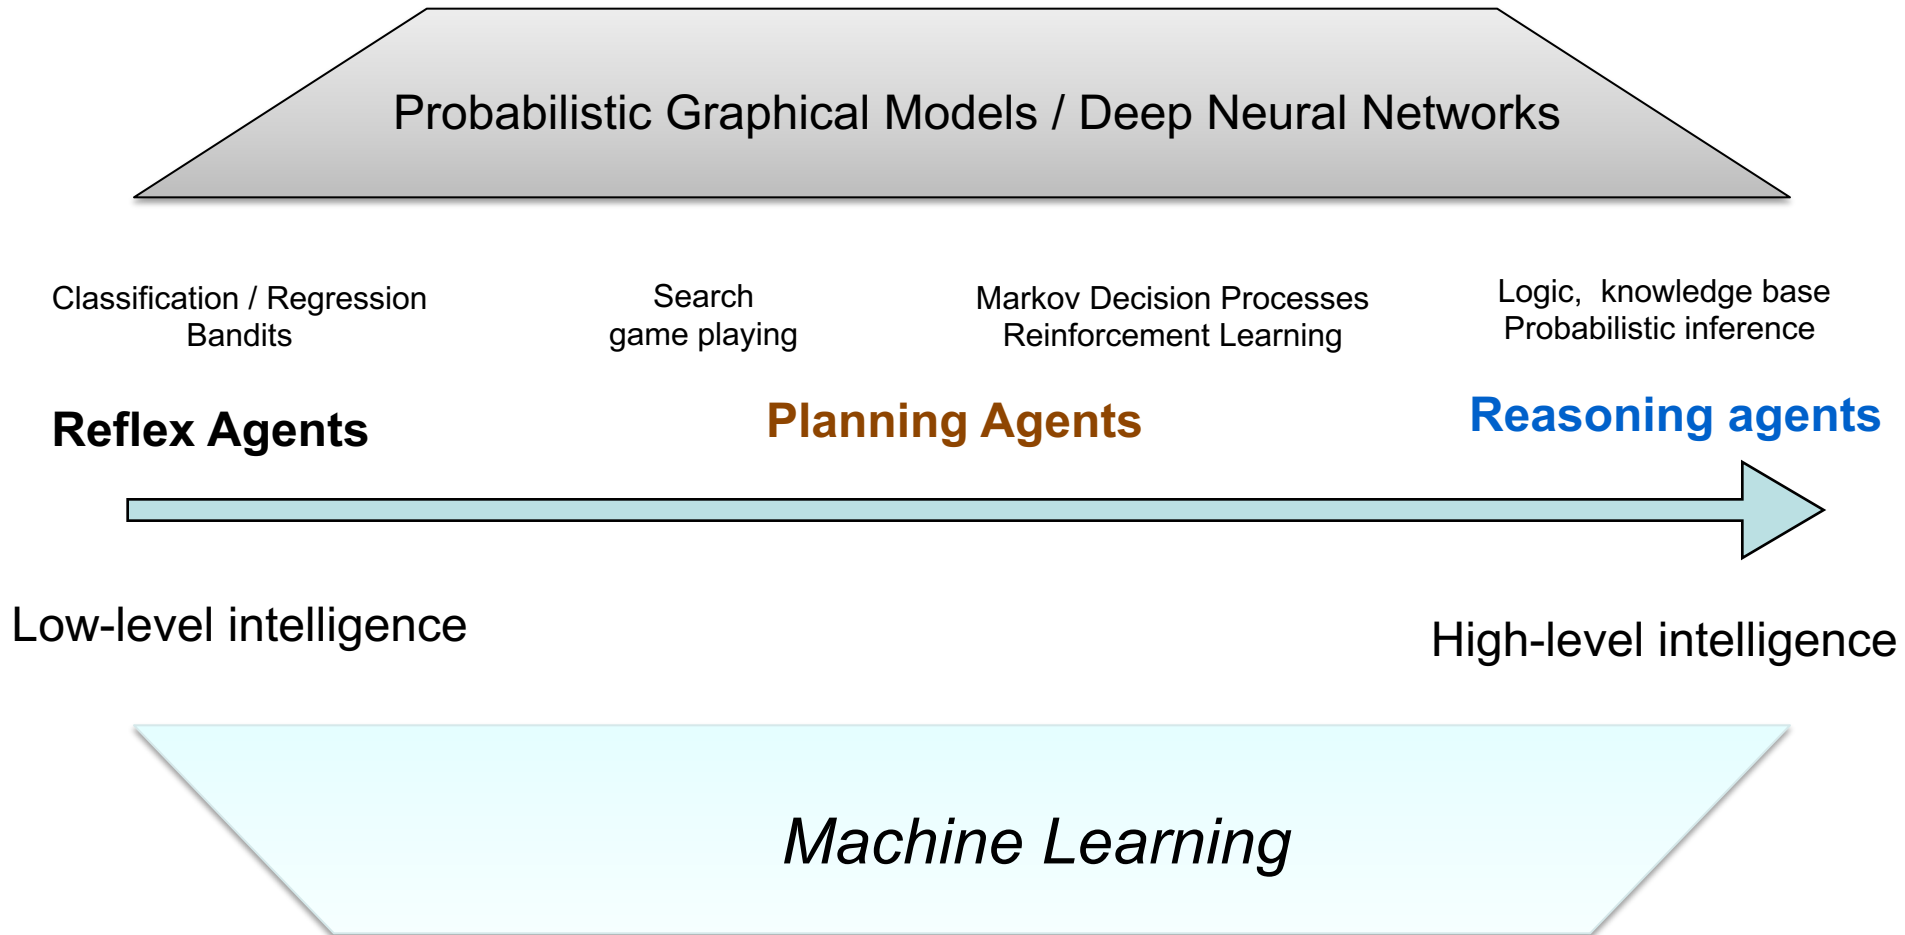 Probabilistic Graphical Models / Deep Neural Networks
Classification / Regression
Bandits
Search
game playing
Markov Decision Processes
Reinforcement Learning
Logic,  knowledge base
Probabilistic inference
Reflex Agents
Planning Agents
Reasoning agents
Low-level intelligence
High-level intelligence
Machine Learning